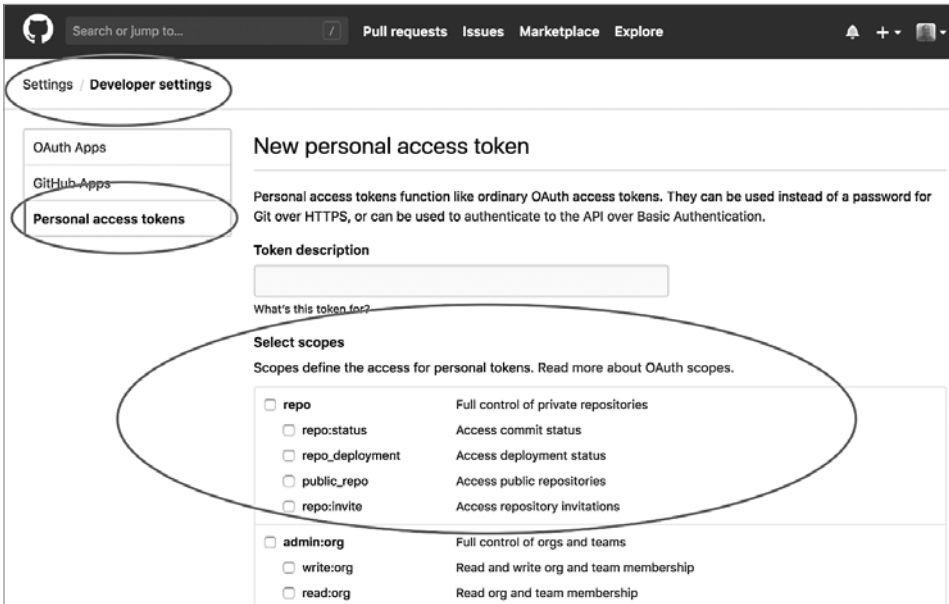 Search or jump to... / Pull requests Issues Marketplace Explore
Settings / Developer settings
OAuth Apps
GitHub Apps
Personal access tokens
New personal access token
Personal access tokens function like ordinary OAuth access tokens. They can be used instead of a password for
Git over HTTPS, or can be used to authenticate to the API over Basic Authentication.
Token description
What's this token for?
Select scopes
Scopes define the access for personal tokens. Read more about OAuth scopes.
repo Full control of private repositories
repo:status Access commit status
repo_deployment Access deployment status
public_repo Access public repositories
repo:invite Access repository invitations
admin:org Full control of orgs and teams
write:org Read and write org and team membership
read:org Read org and team membership